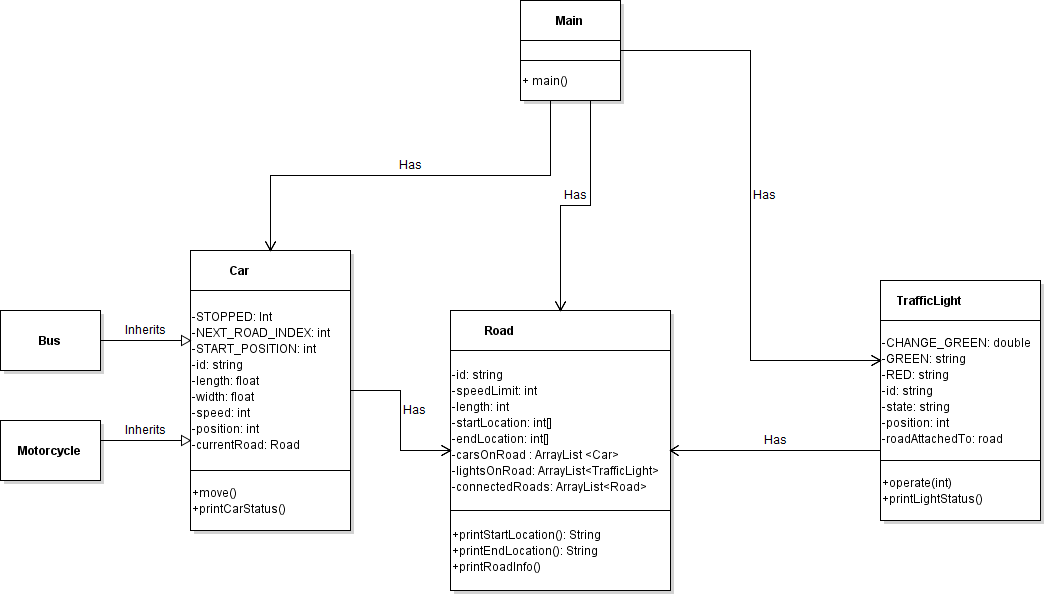 Main
+ main()
Has
Has
Has
Car
-STOPPED: Int
-NEXT_ROAD_INDEX: int
-START_POSITION: int
-id: string
-length: float
-width: float
-speed: int
-position: int
-currentRoad: Road
+move()
+printCarStatus()
Bus
Inherits
Motorcycle
Inherits
Has
Road
-id: string
-speedLimit: int
-length: int
-startLocation: int[]
-endLocation: int[]
-carsOnRoad : ArrayList <Car>
-lightsOnRoad: ArrayList<TrafficLight>
-connectedRoads: ArrayList<Road>
+printStartLocation(): String
+printEndLocation(): String
+printRoadInfo()
Has
TrafficLight
-CHANGE_GREEN: double
-GREEN: string
-RED: string
-id: string
-state: string
-position: int
-roadAttachedTo: road
+operate(int)
+printLightStatus()